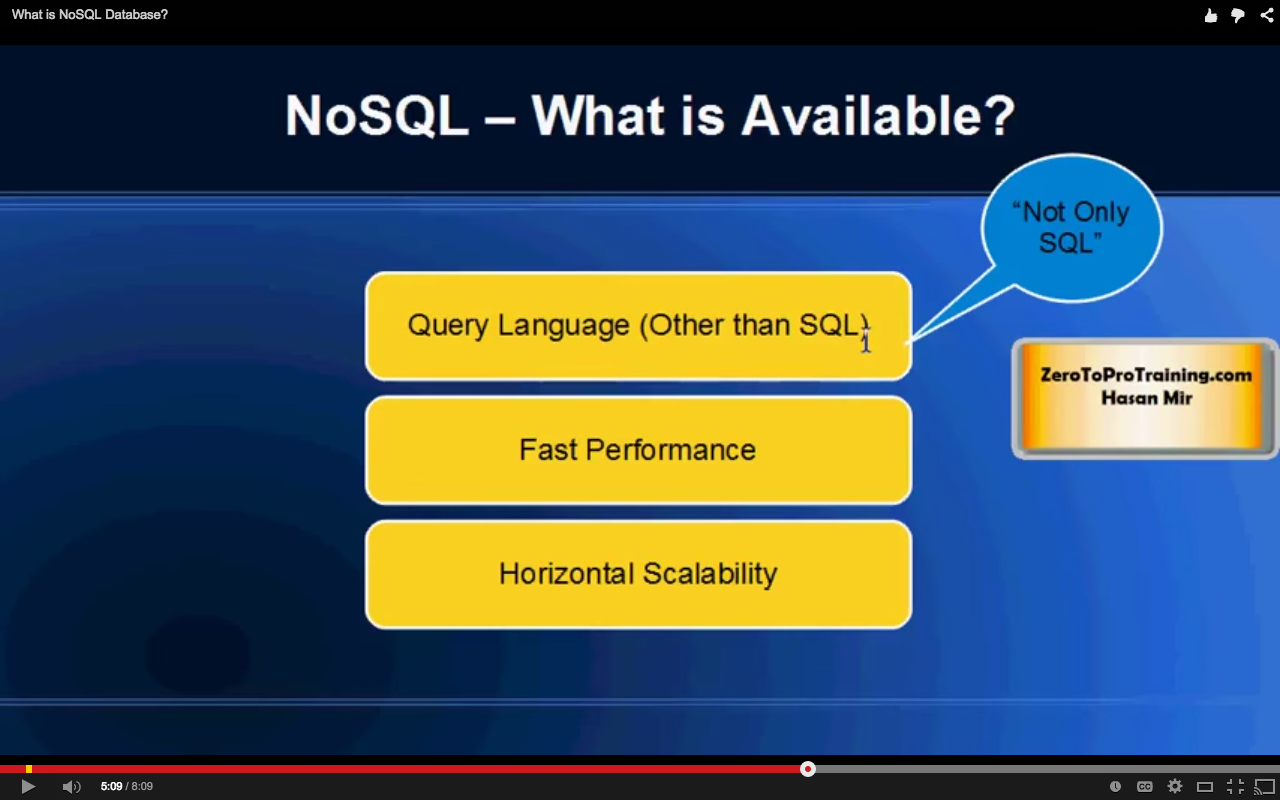 What is NoSQL Database?
NoSQL – What is Available?
“Not Only
SQL”
Query Language (Other than SQL)
ZeroToProTraining.com
Hasan Mir
Fast Performance
Horizontal Scalability
5:09 / 8:09
CC